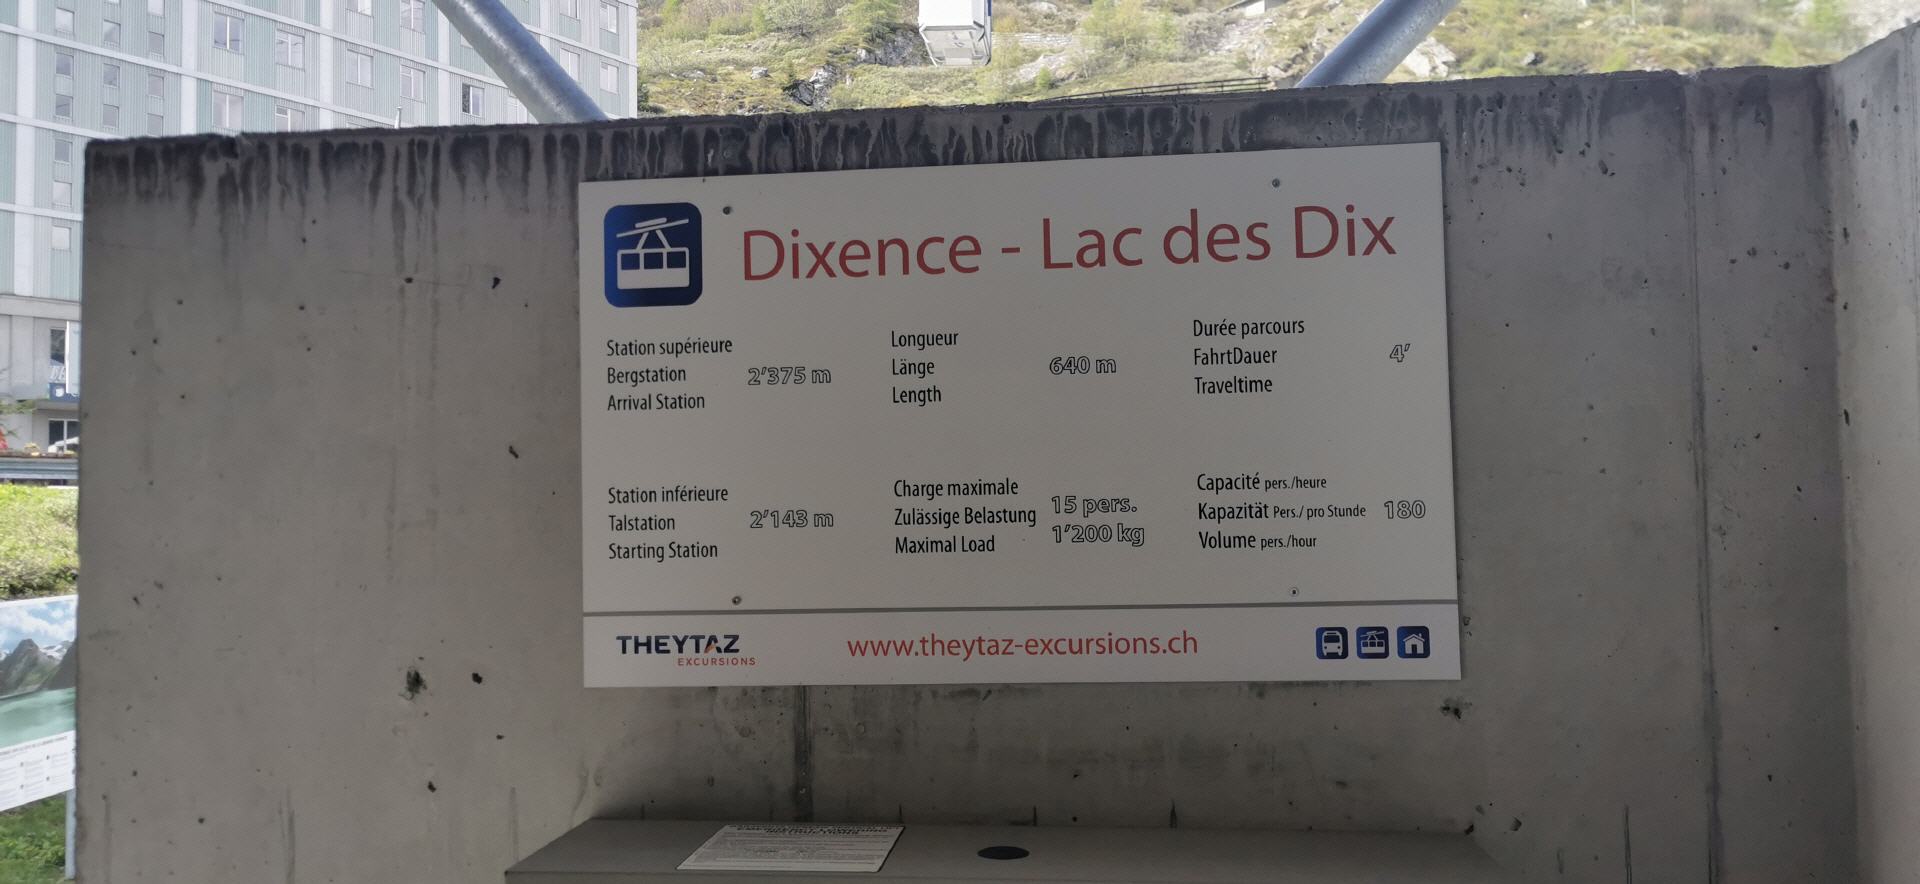 Dixence - Lac des Dix
Station supérieure
Bergstation
Arrival Station
2’375 m
Longueur
Länge
Length
640 m
Durée parcours
FahrtDauer
Traveltime
4’
Station inférieure
Talstation
Starting Station
2’143 m
Charge maximale
Zulässige Belastung
Maximal Load
15 pers.
1’200 kg
Capacité pers./heure
Kapazität Pers./ pro Stunde
Volume pers./hour
180
THEYTAZ
EXCURSIONS
www.theytaz-excursions.ch